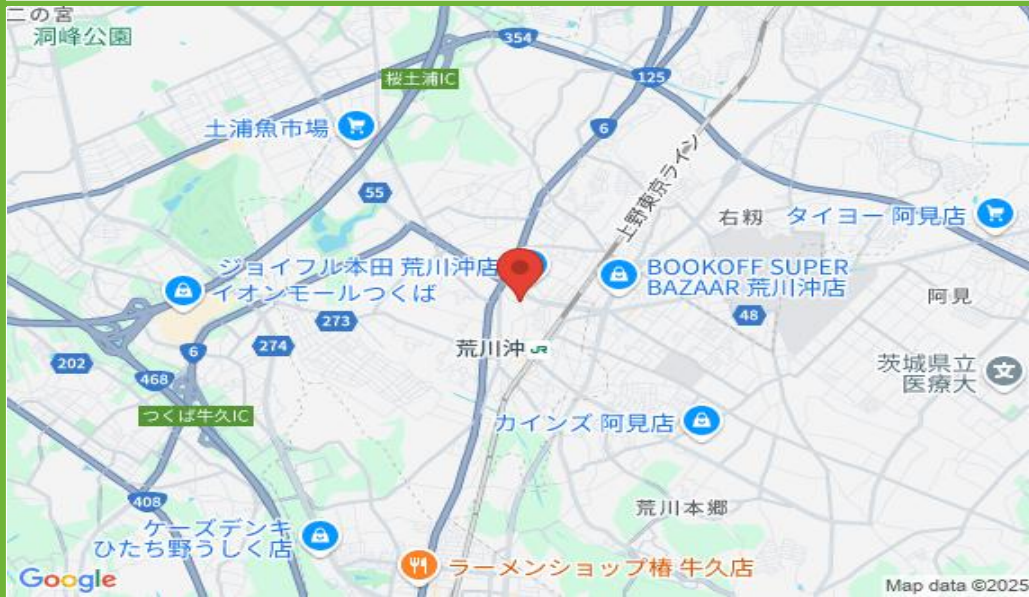 二の宮
洞峰公園
354
桜土浦IC
125
土浦魚市場
6
上野東京ライン
55
右籾
タイヨー 阿見店
ジョイフル本田 荒川沖店
BOOKOFF SUPER
BAZAAR 荒川沖店
イオンモールつくば
阿見
273
48
6
274
荒川沖 JR
202
茨城県立
医療大
468
つくば牛久IC
カインズ 阿見店
408
荒川本郷
ケーズデンキ
ひたち野うしく店
ラーメンショップ椿 牛久店
Google
Map data ©2025